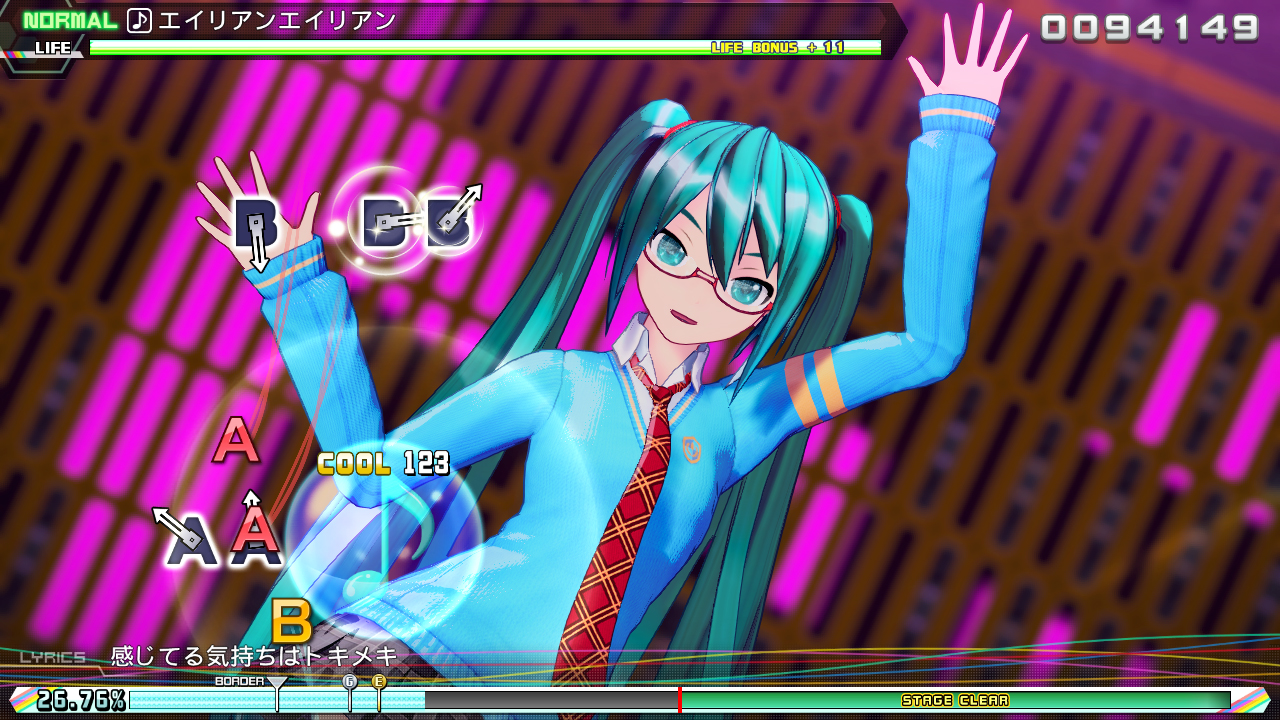 NORMAL ♪ エイリアンエイリアン
0094149
LIFE
LIFE BONUS + 11
B B B
A
COOL 123
A A A
B
LYRICS 感じてる気持ちはトキメキ
BORDER G E
26.76%
STAGE CLEAR